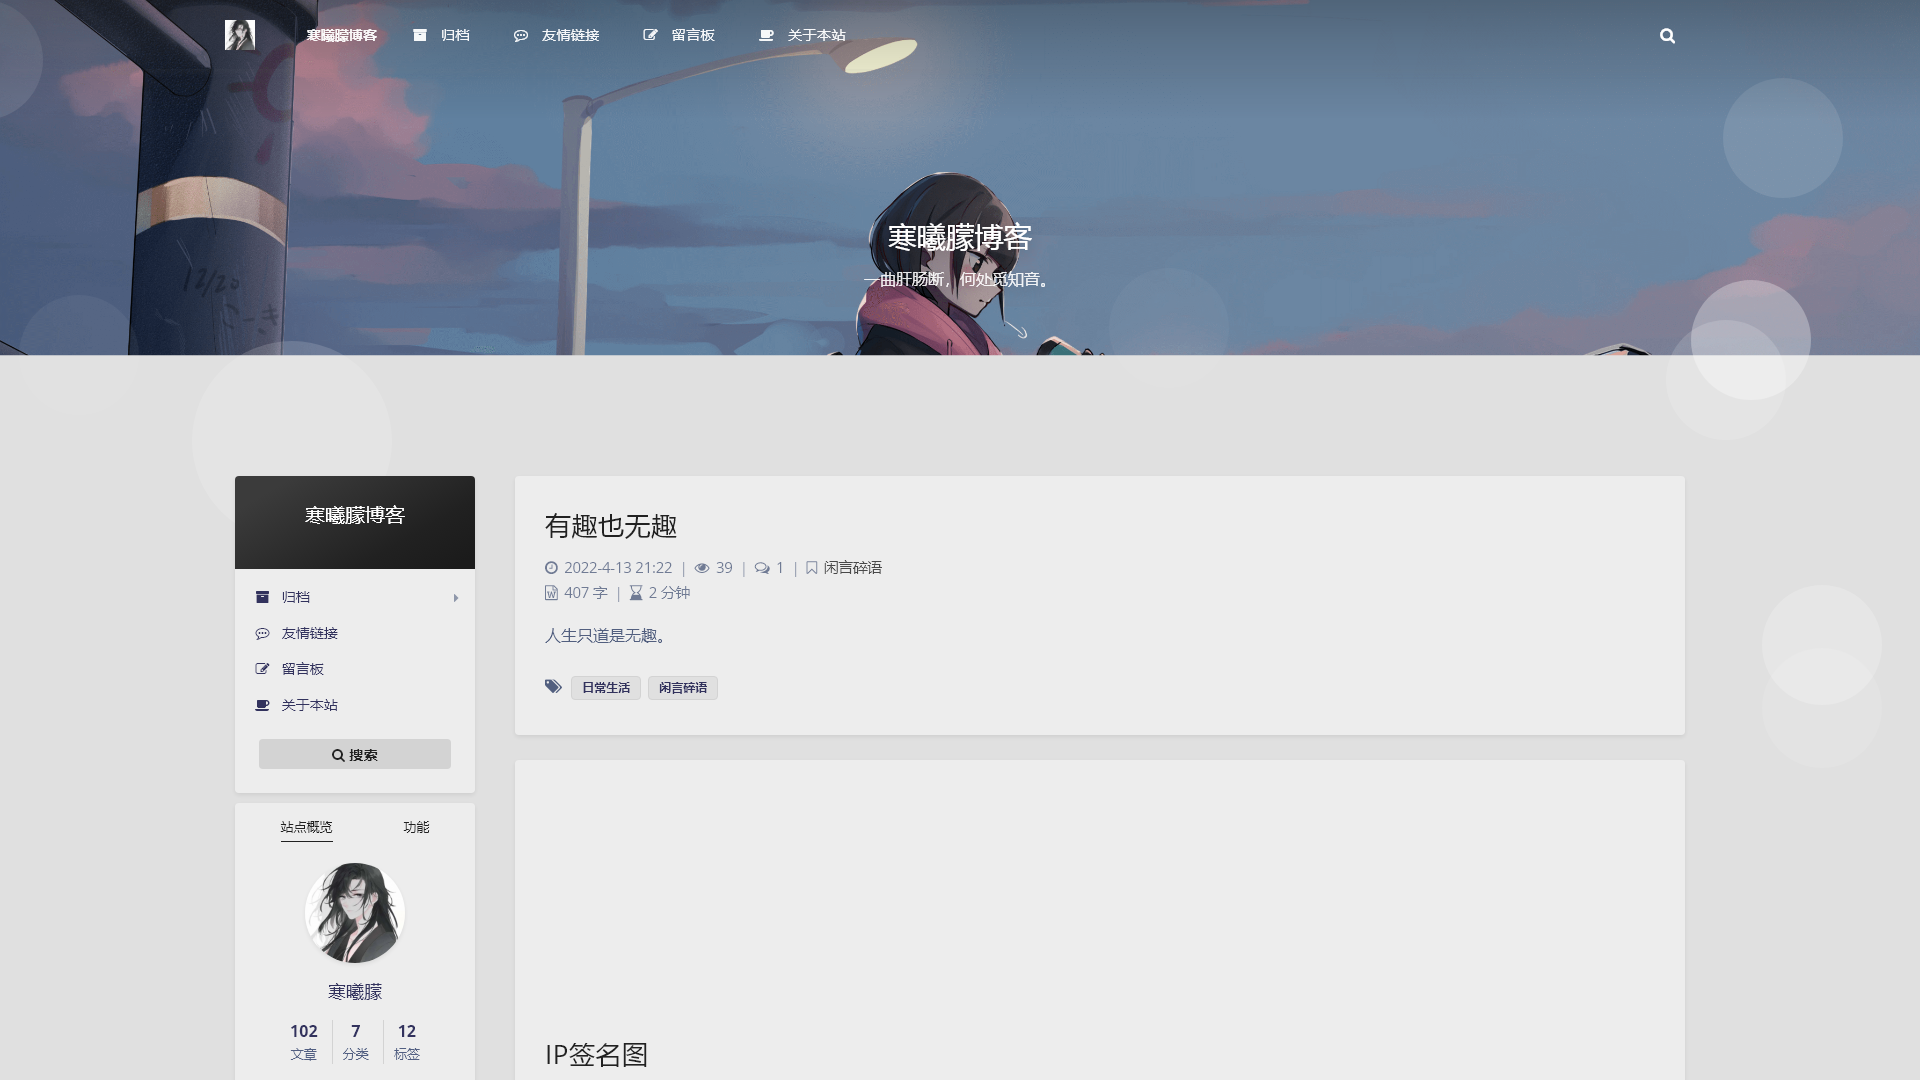 寒曦朦博客 归档 友情链接 留言板 关于本站
12/20
寒曦朦博客
一曲肝肠断，何处觅知音。
寒曦朦博客
归档
友情链接
留言板
关于本站
搜索
站点概览 功能
寒曦朦
102 7 12
文章 分类 标签
有趣也无趣
2022-4-13 21:22 | 39 | 1 | 闲言碎语
407 字 | 2 分钟
人生只道是无趣。
日常生活 闲言碎语
IP签名图